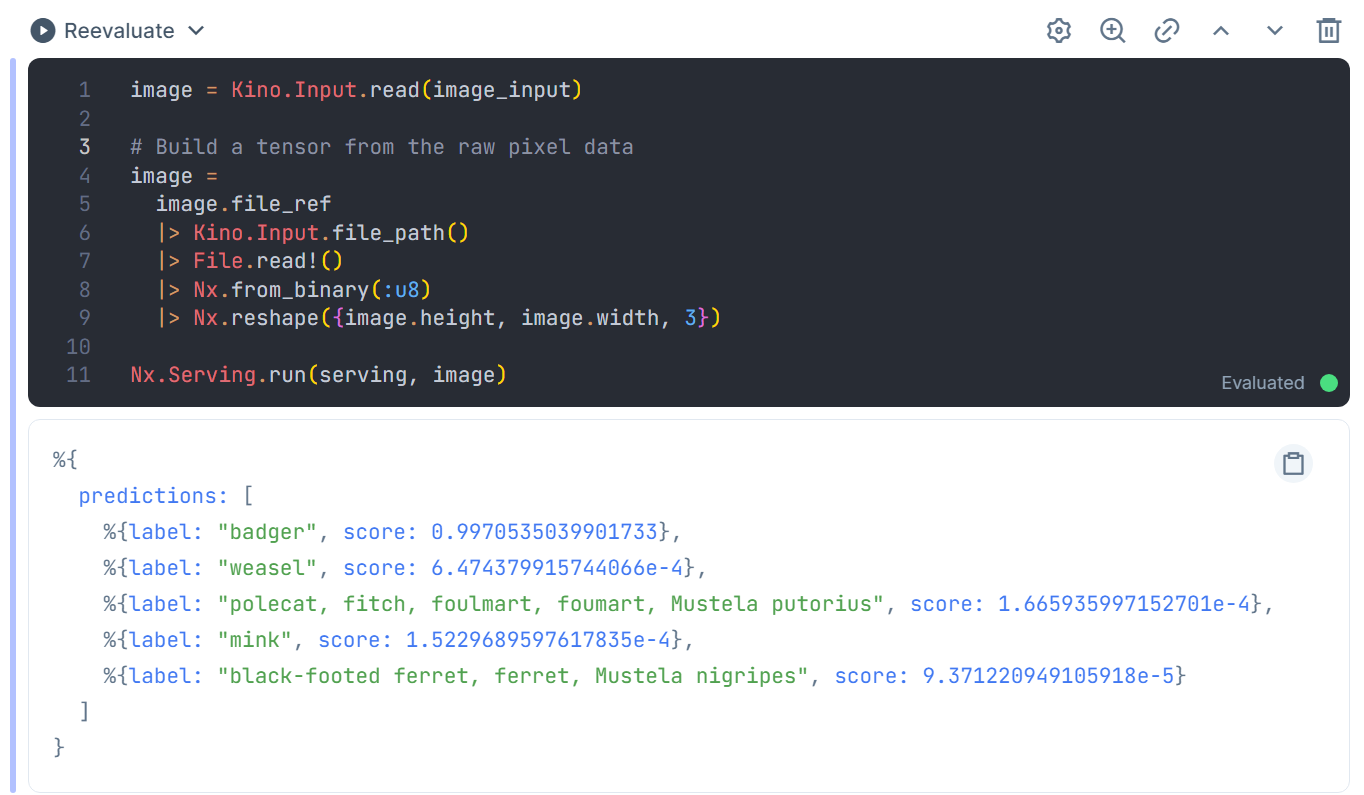 Reevaluate
1 image = Kino.Input.read(image_input)
2
3 # Build a tensor from the raw pixel data
4 image =
5   image.file_ref
6   |> Kino.Input.file_path()
7   |> File.read!()
8   |> Nx.from_binary(:u8)
9   |> Nx.reshape({image.height, image.width, 3})
10
11 Nx.Serving.run(serving, image)
Evaluated
%{
  predictions: [
    %{label: "badger", score: 0.9970535039901733},
    %{label: "weasel", score: 6.474379915744066e-4},
    %{label: "polecat, fitch, foulmart, foumart, Mustela putorius", score: 1.665935997152701e-4},
    %{label: "mink", score: 1.5229689597617835e-4},
    %{label: "black-footed ferret, ferret, Mustela nigripes", score: 9.371220949105918e-5}
  ]
}